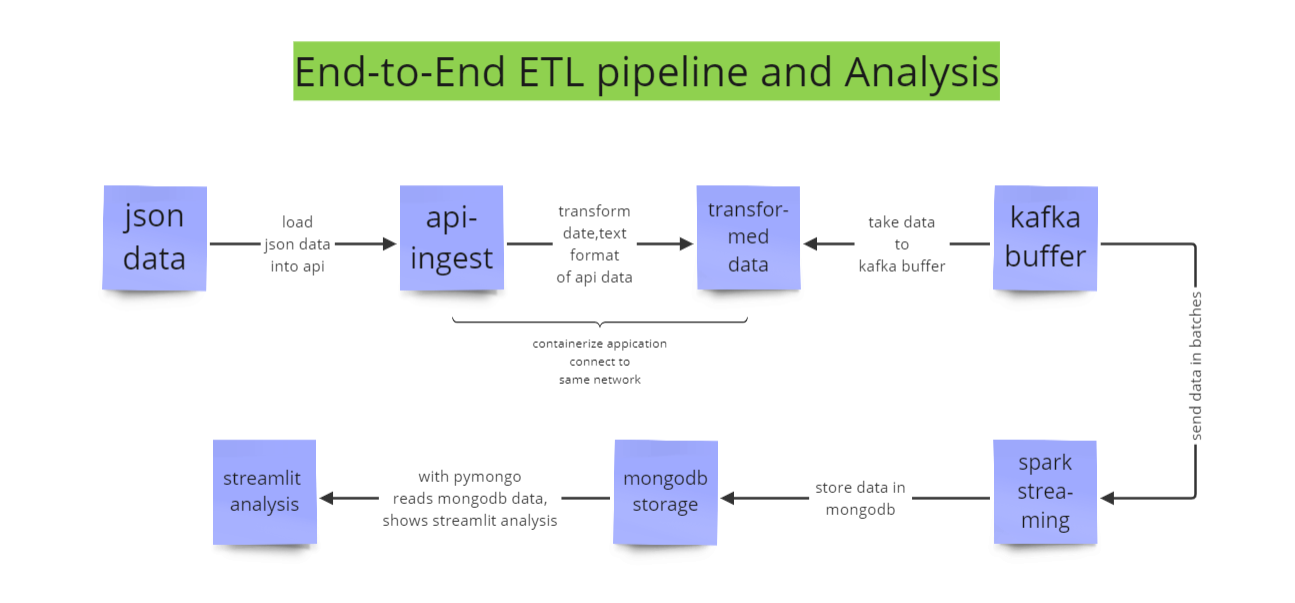 End-to-End ETL pipeline and Analysis
json
data
load
json data
into api
api-
ingest
transform
date,text
format
of api data
transfor-
med
data
take data
to
kafka buffer
kafka
buffer
containerize appication
connect to
same network
send data in batches
streamlit
analysis
with pymongo
reads mongodb data,
shows streamlit analysis
mongodb
storage
store data in
mongodb
spark
strea-
ming